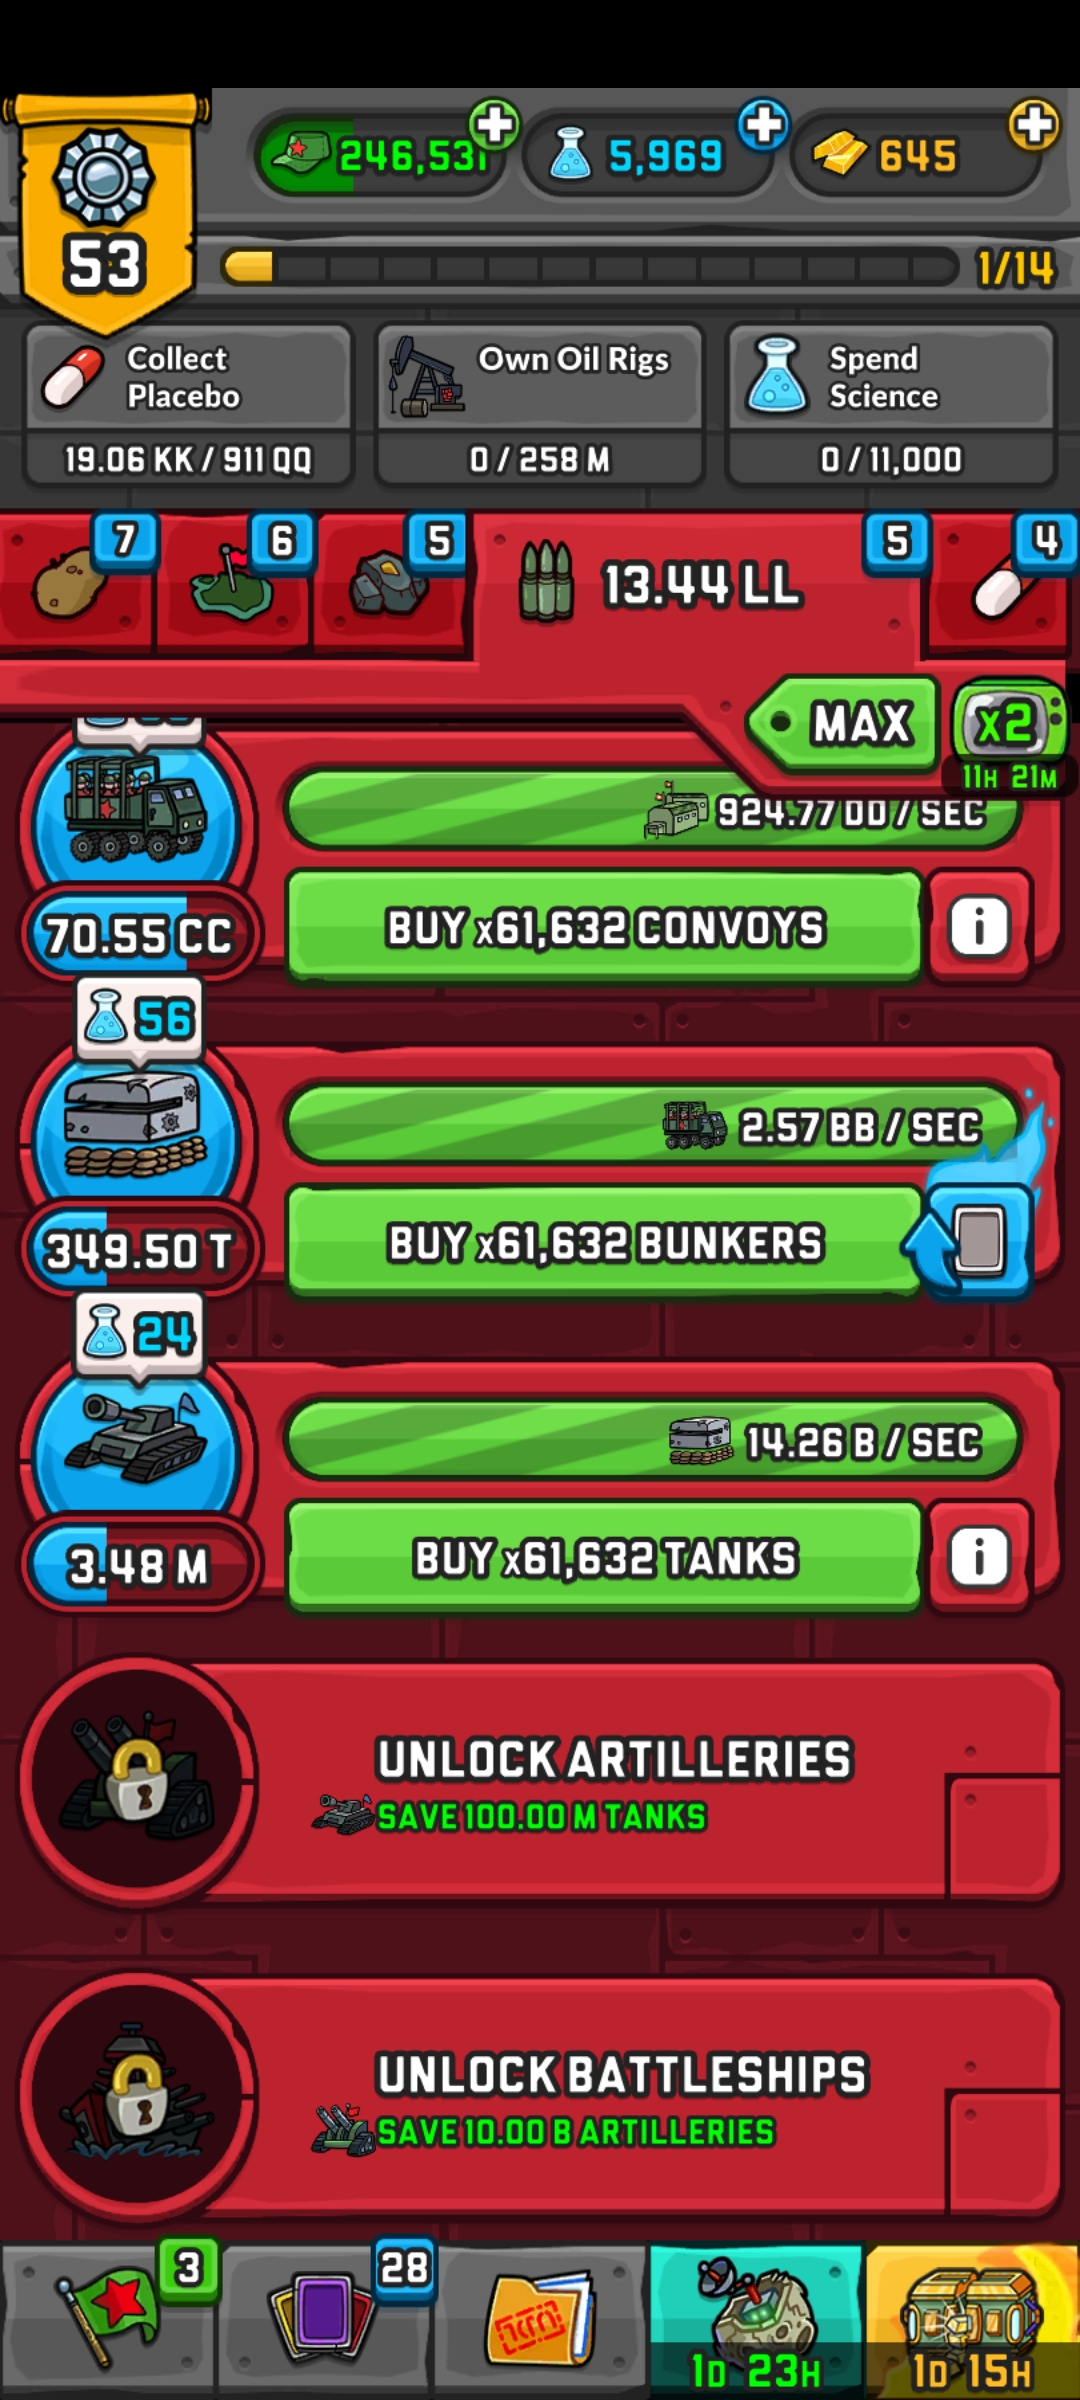 246,531
5,969
645
53
1/14
Collect
Placebo
Own Oil Rigs
Spend
Science
19.06 KK / 911 QQ
0 / 258 M
0 / 11,000
7
6
5
13.44 LL
5
4
MAX
x2
11H 21M
924.77 DD / SEC
BUY x61,632 CONVOYS
i
70.55 CC
56
2.57 BB / SEC
BUY x61,632 BUNKERS
349.50 T
24
14.26 B / SEC
BUY x61,632 TANKS
i
3.48 M
UNLOCK ARTILLERIES
SAVE 100.00 M TANKS
UNLOCK BATTLESHIPS
SAVE 10.00 B ARTILLERIES
3
28
1D 23H
1D 15H